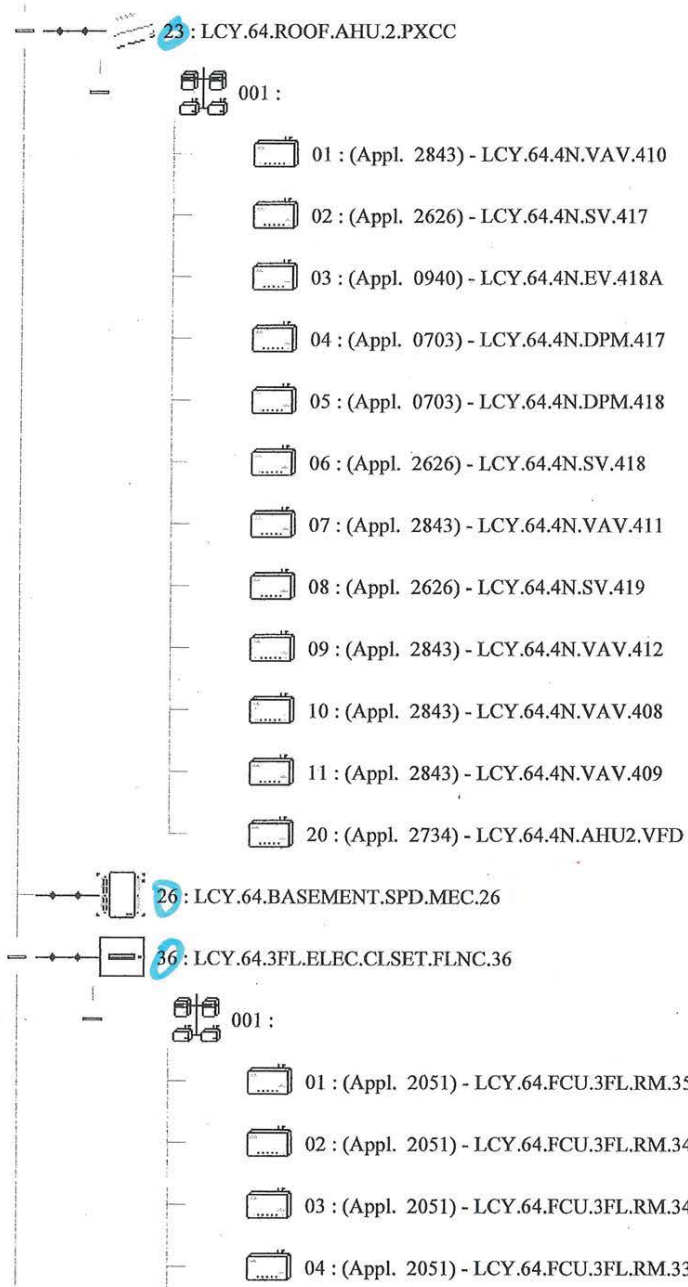 23 : LCY.64.ROOF.AHU.2.PXCC
001 :
01 : (Appl. 2843) - LCY.64.4N.VAV.410
02 : (Appl. 2626) - LCY.64.4N.SV.417
03 : (Appl. 0940) - LCY.64.4N.EV.418A
04 : (Appl. 0703) - LCY.64.4N.DPM.417
05 : (Appl. 0703) - LCY.64.4N.DPM.418
06 : (Appl. 2626) - LCY.64.4N.SV.418
07 : (Appl. 2843) - LCY.64.4N.VAV.411
08 : (Appl. 2626) - LCY.64.4N.SV.419
09 : (Appl. 2843) - LCY.64.4N.VAV.412
10 : (Appl. 2843) - LCY.64.4N.VAV.408
11 : (Appl. 2843) - LCY.64.4N.VAV.409
20 : (Appl. 2734) - LCY.64.4N.AHU2.VFD
26 : LCY.64.BASEMENT.SPD.MEC.26
36 : LCY.64.3FL.ELEC.CLSET.FLNC.36
001 :
01 : (Appl. 2051) - LCY.64.FCU.3FL.RM.35
02 : (Appl. 2051) - LCY.64.FCU.3FL.RM.34
03 : (Appl. 2051) - LCY.64.FCU.3FL.RM.34
04 : (Appl. 2051) - LCY.64.FCU.3FL.RM.33